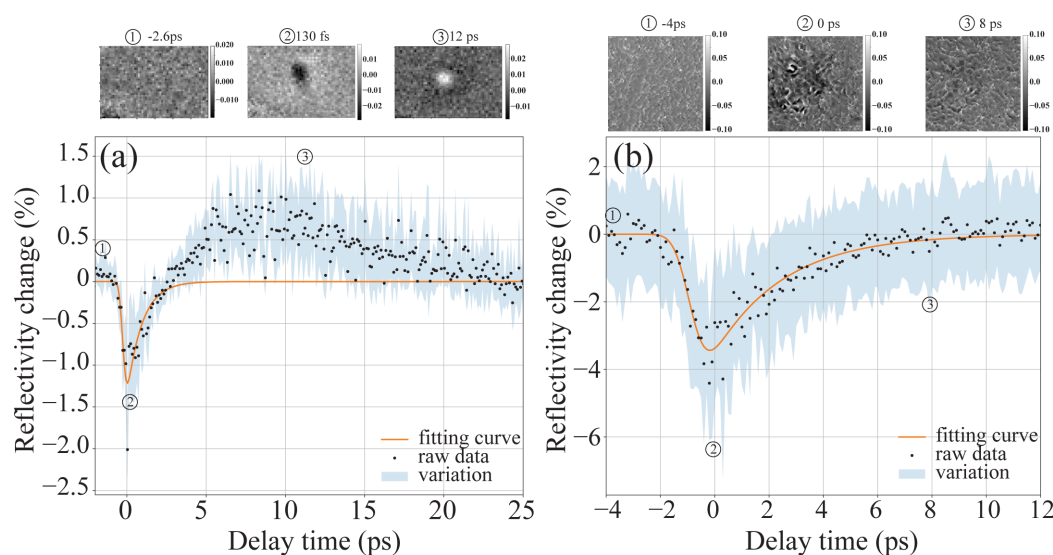 ① -2.6ps
② 130 fs
③ 12 ps
0.020
0.010
0.000
−0.010
0.01
0.00
−0.01
−0.02
0.02
0.01
0.00
−0.01
① -4ps
② 0 ps
③ 8 ps
0.10
0.05
0.0
−0.05
−0.10
0.10
0.05
0.0
−0.05
−0.10
0.10
0.05
0.0
−0.05
−0.10
(a)
Reflectivity change (%)
1.5
1.0
0.5
0
−0.5
−1.0
−1.5
−2.0
−2.5
①
②
③
fitting curve
raw data
variation
0 5 10 15 20 25
Delay time (ps)
(b)
Reflectivity change (%)
2
0
−2
−4
−6
①
②
③
fitting curve
raw data
variation
−4 −2 0 2 4 6 8 10 12
Delay time (ps)